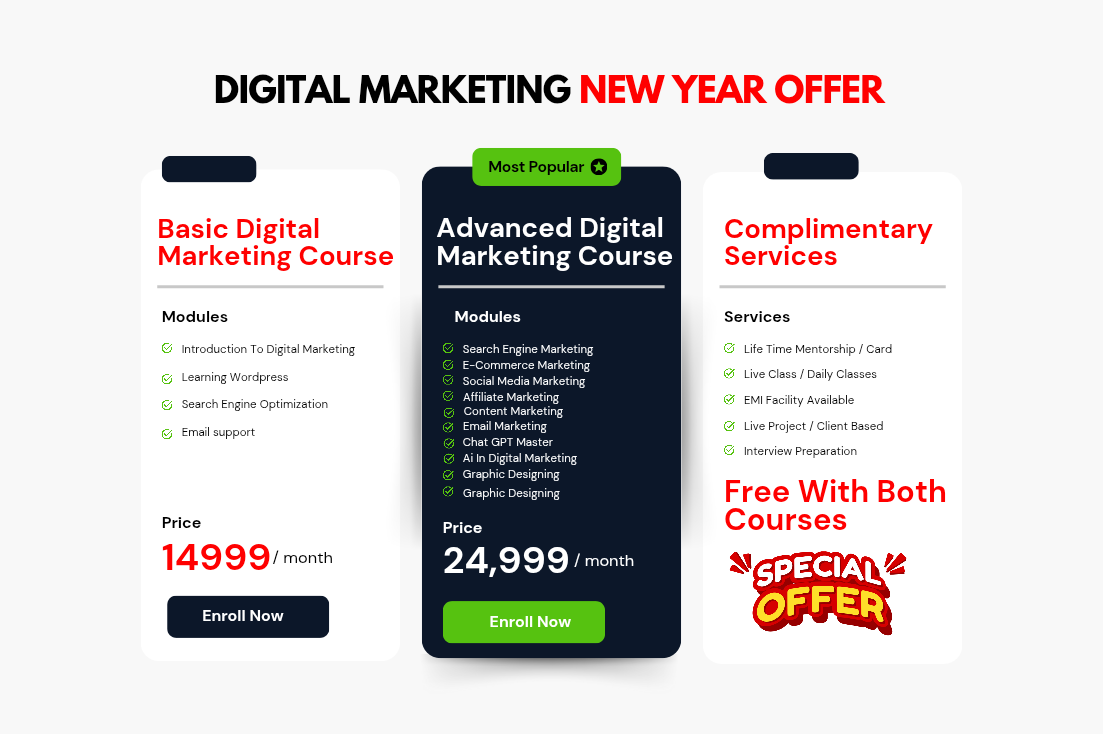 DIGITAL MARKETING NEW YEAR OFFER
Basic Digital
Marketing Course
Modules
Introduction To Digital Marketing
Learning Wordpress
Search Engine Optimization
Email support
Price
14999/ month
Enroll Now
Most Popular
Advanced Digital
Marketing Course
Modules
Search Engine Marketing
E-Commerce Marketing
Social Media Marketing
Affiliate Marketing
Content Marketing
Email Marketing
Chat GPT Master
Ai In Digital Marketing
Graphic Designing
Graphic Designing
Price
24,999 / month
Enroll Now
Complimentary
Services
Services
Life Time Mentorship / Card
Live Class / Daily Classes
EMI Facility Available
Live Project / Client Based
Interview Preparation
Free With Both
Courses
SPECIAL
OFFER